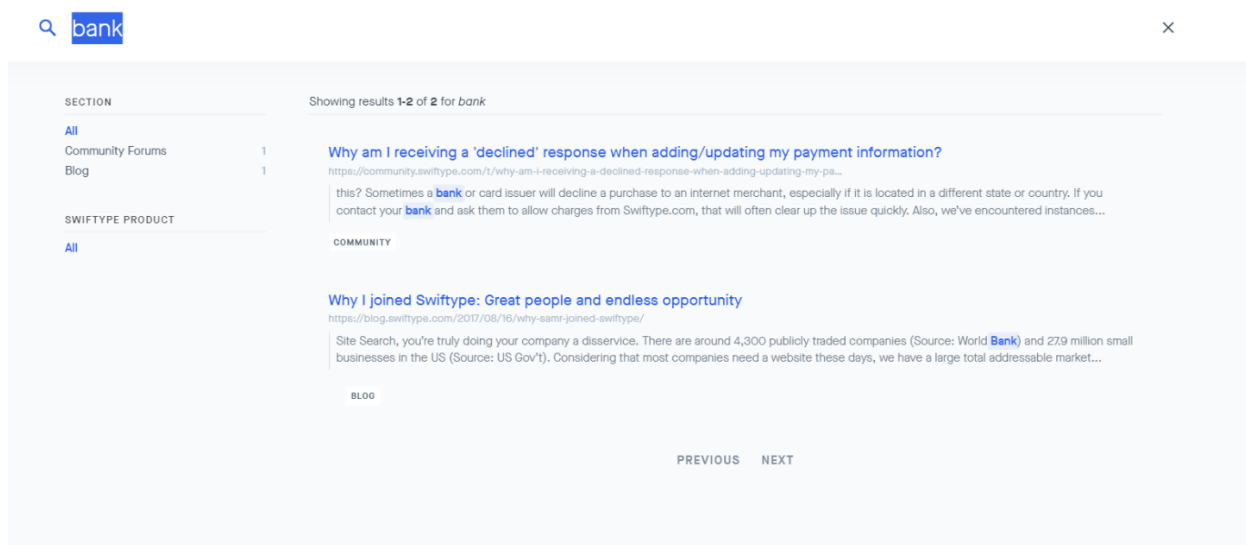 bank
SECTION
All
Community Forums 1
Blog 1
SWIFTYPE PRODUCT
All
Showing results 1-2 of 2 for bank
Why am I receiving a 'declined' response when adding/updating my payment information?
https://community.swiftype.com/t/why-am-i-receiving-a-declined-response-when-adding-updating-my-pa...
this? Sometimes a bank or card issuer will decline a purchase to an internet merchant, especially if it is located in a different state or country. If you
contact your bank and ask them to allow charges from Swiftype.com, that will often clear up the issue quickly. Also, we've encountered instances...
COMMUNITY
Why I joined Swiftype: Great people and endless opportunity
https://blog.swiftype.com/2017/08/16/why-samr-joined-swiftype/
Site Search, you're truly doing your company a disservice. There are around 4,300 publicly traded companies (Source: World Bank) and 27.9 million small
businesses in the US (Source: US Gov't). Considering that most companies need a website these days, we have a large total addressable market...
BLOG
PREVIOUS NEXT